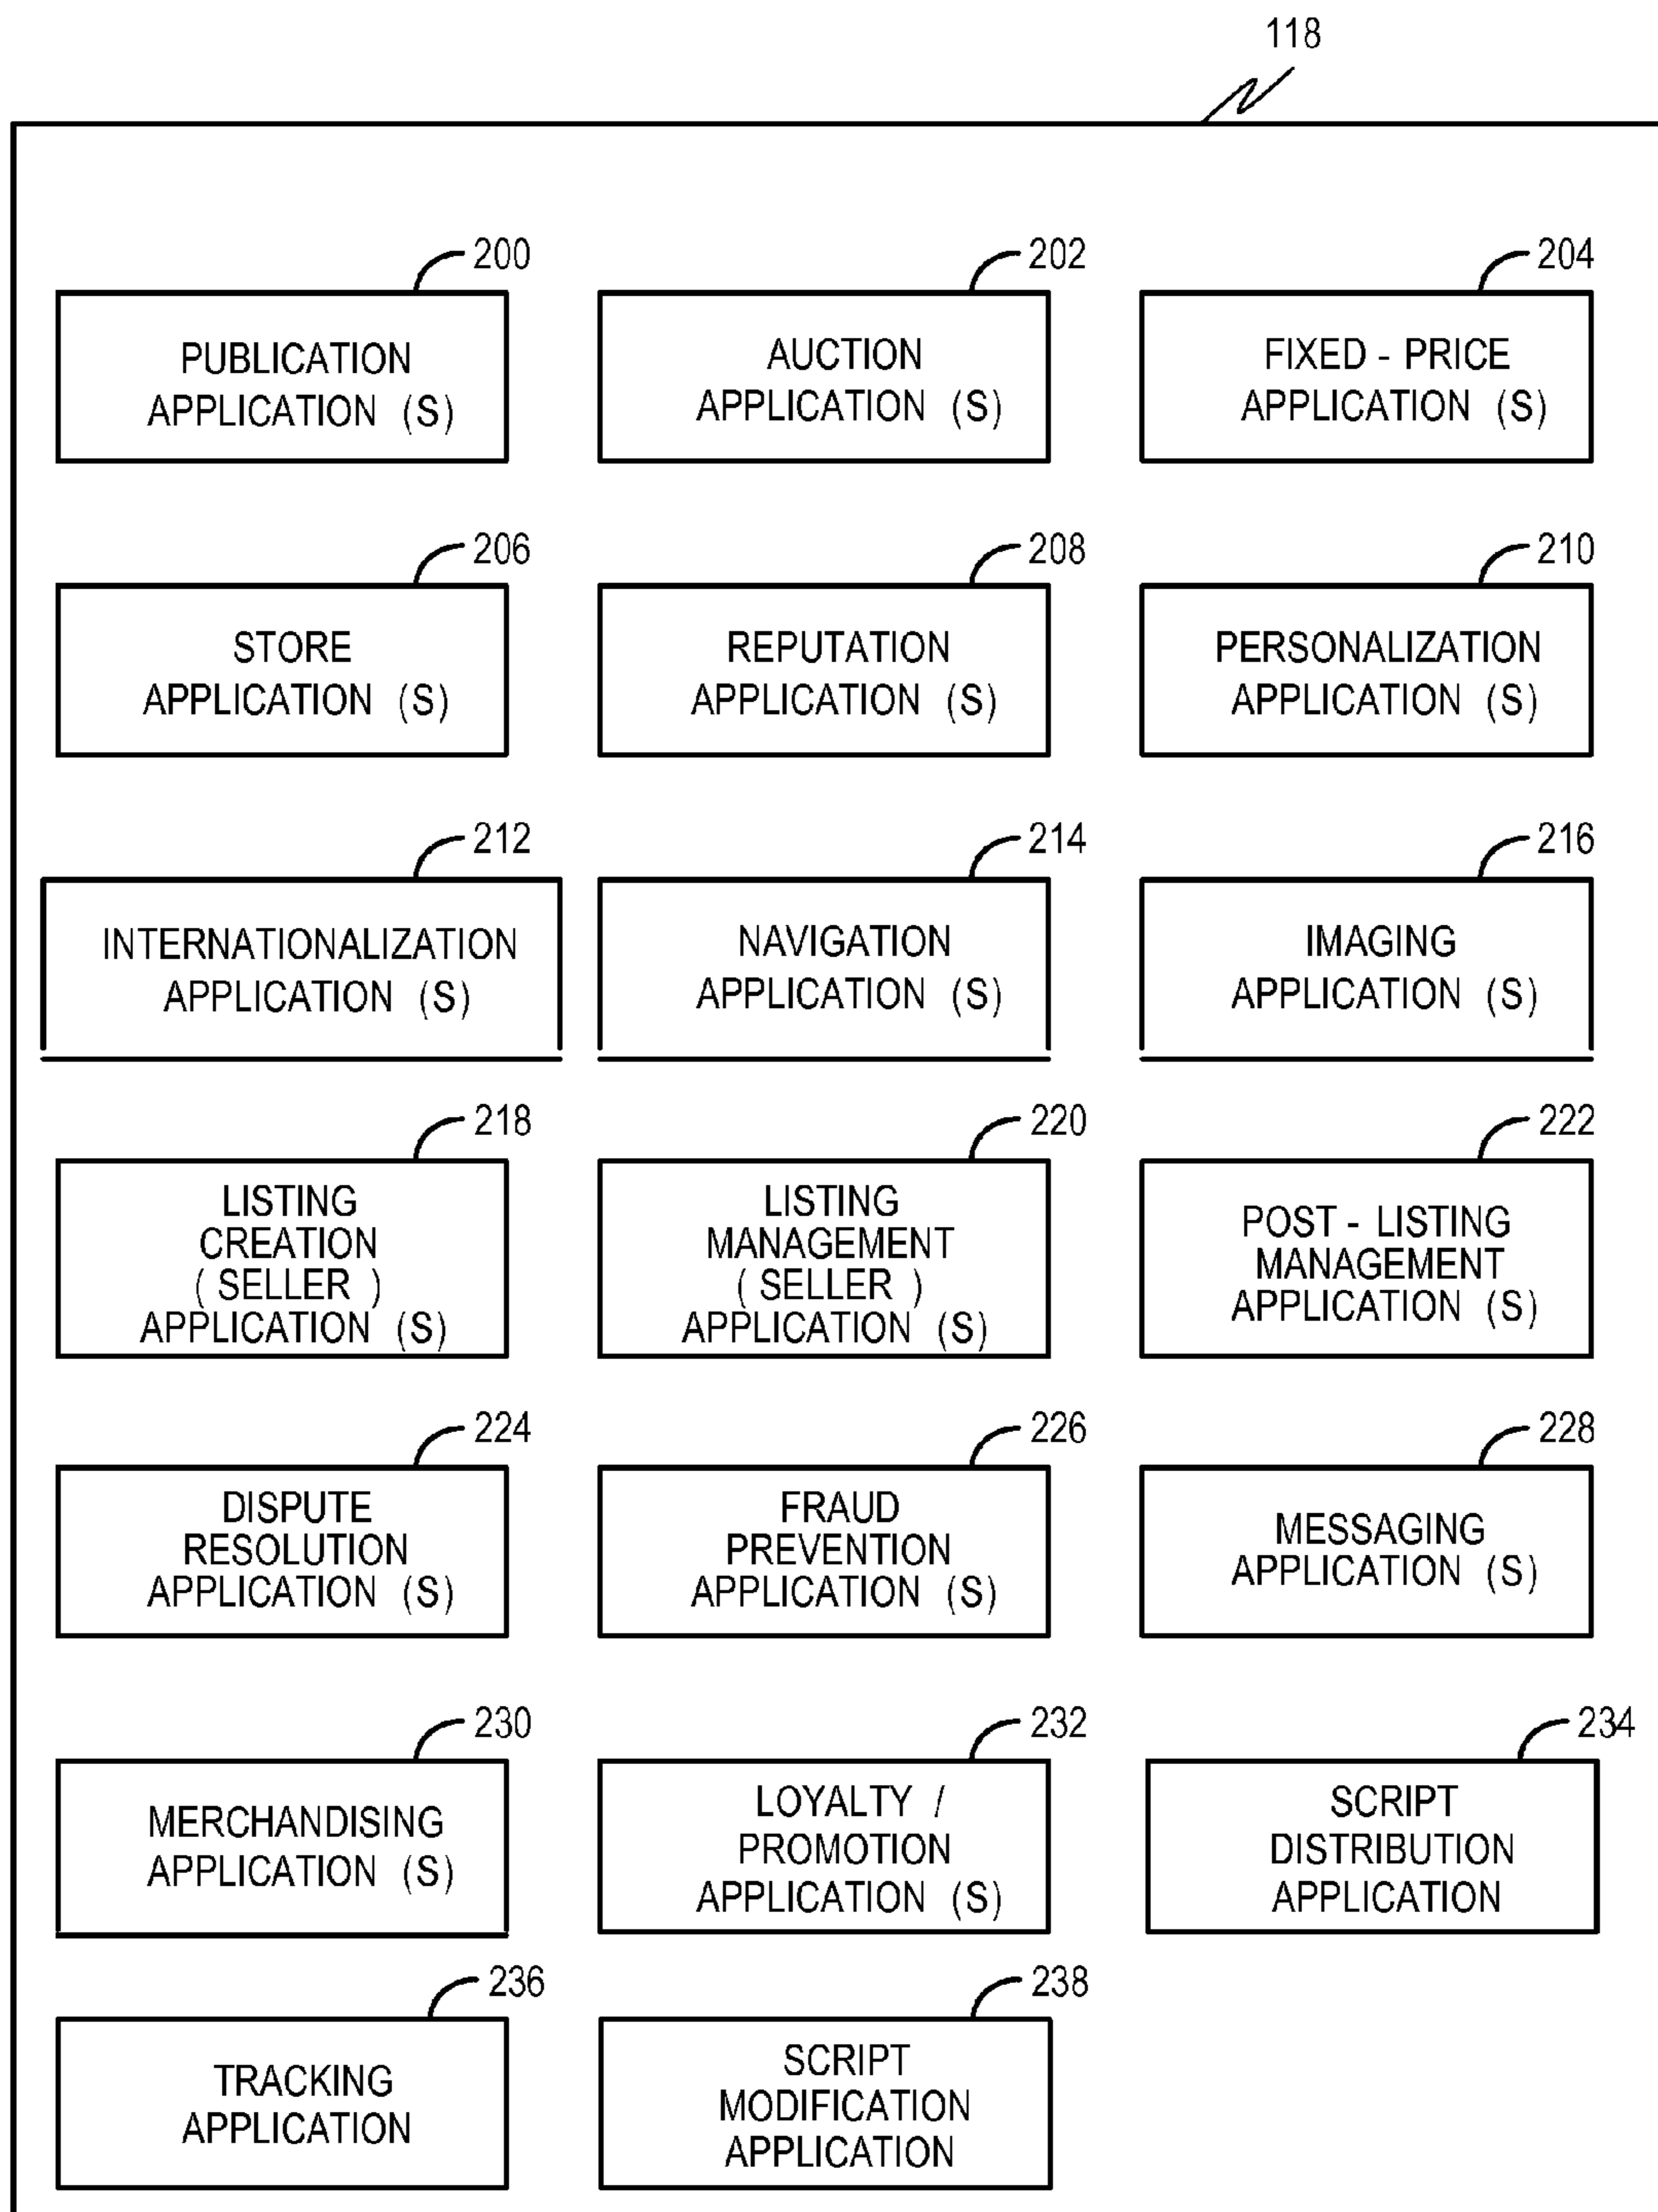 118
200
PUBLICATION
APPLICATION (S)
202
AUCTION
APPLICATION (S)
204
FIXED - PRICE
APPLICATION (S)
206
STORE
APPLICATION (S)
208
REPUTATION
APPLICATION (S)
210
PERSONALIZATION
APPLICATION (S)
212
INTERNATIONALIZATION
APPLICATION (S)
214
NAVIGATION
APPLICATION (S)
216
IMAGING
APPLICATION (S)
218
LISTING
CREATION
( SELLER )
APPLICATION (S)
220
LISTING
MANAGEMENT
( SELLER )
APPLICATION (S)
222
POST - LISTING
MANAGEMENT
APPLICATION (S)
224
DISPUTE
RESOLUTION
APPLICATION (S)
226
FRAUD
PREVENTION
APPLICATION (S)
228
MESSAGING
APPLICATION (S)
230
MERCHANDISING
APPLICATION (S)
232
LOYALTY /
PROMOTION
APPLICATION (S)
234
SCRIPT
DISTRIBUTION
APPLICATION
236
TRACKING
APPLICATION
238
SCRIPT
MODIFICATION
APPLICATION